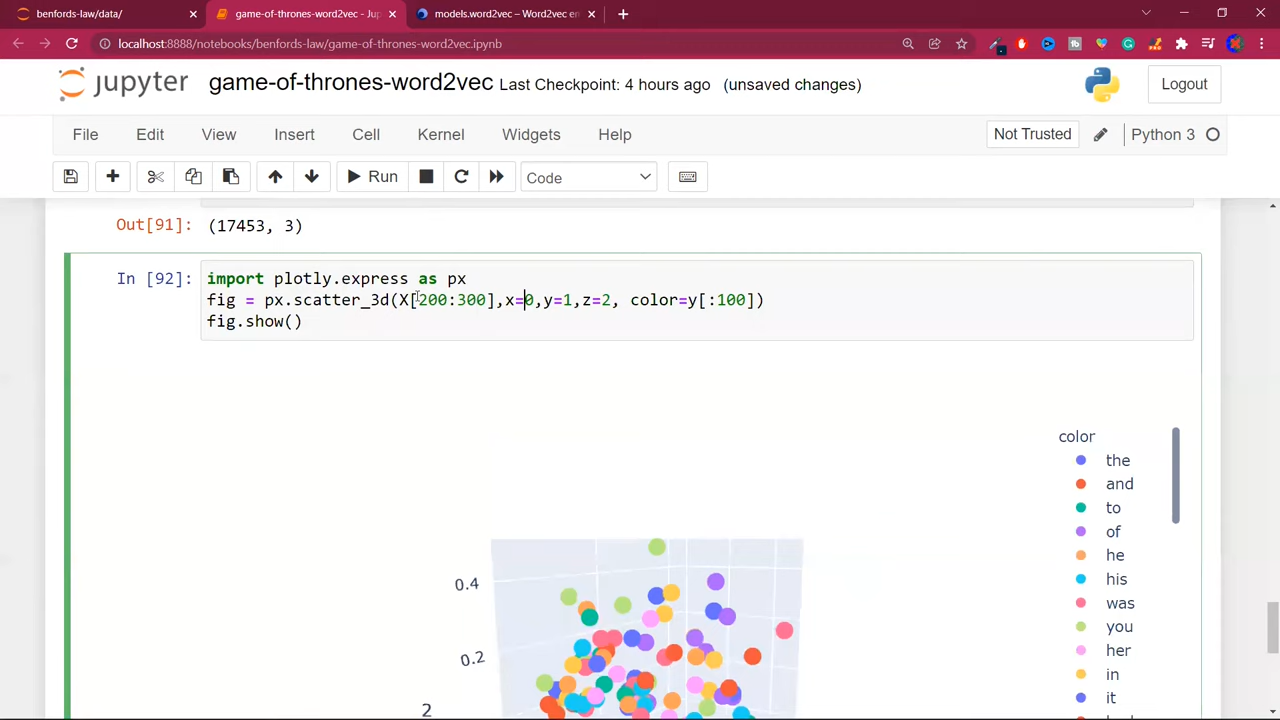 benfords-law/data/
game-of-thrones-word2vec - Jup
models.word2vec – Word2vec em
localhost:8888/notebooks/benfords-law/game-of-thrones-word2vec.ipynb
jupyter game-of-thrones-word2vec Last Checkpoint: 4 hours ago (unsaved changes) Logout
File Edit View Insert Cell Kernel Widgets Help Not Trusted Python 3
Run Code
Out[91]: (17453, 3)
In [92]: import plotly.express as px
fig = px.scatter_3d(X[200:300],x=0,y=1,z=2, color=y[:100])
fig.show()
color
the
and
to
of
he
his
was
you
her
in
it
0.4
0.2
2